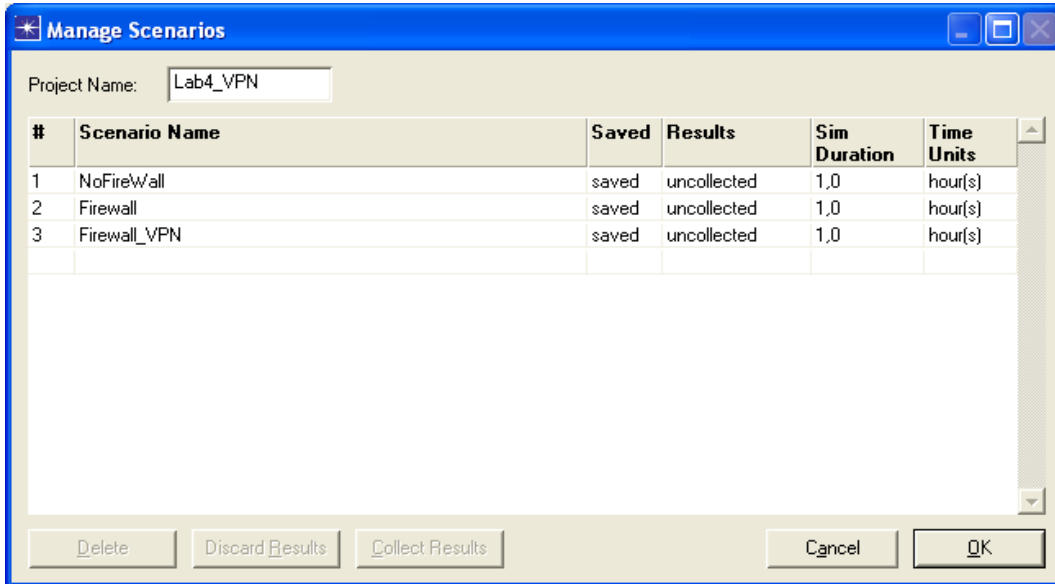 Manage Scenarios
Project Name: Lab4_VPN
# Scenario Name Saved Results Sim Duration Time Units
1 NoFireWall saved uncollected 1,0 hour(s)
2 Firewall saved uncollected 1,0 hour(s)
3 Firewall_VPN saved uncollected 1,0 hour(s)
Delete Discard Results Collect Results Cancel OK